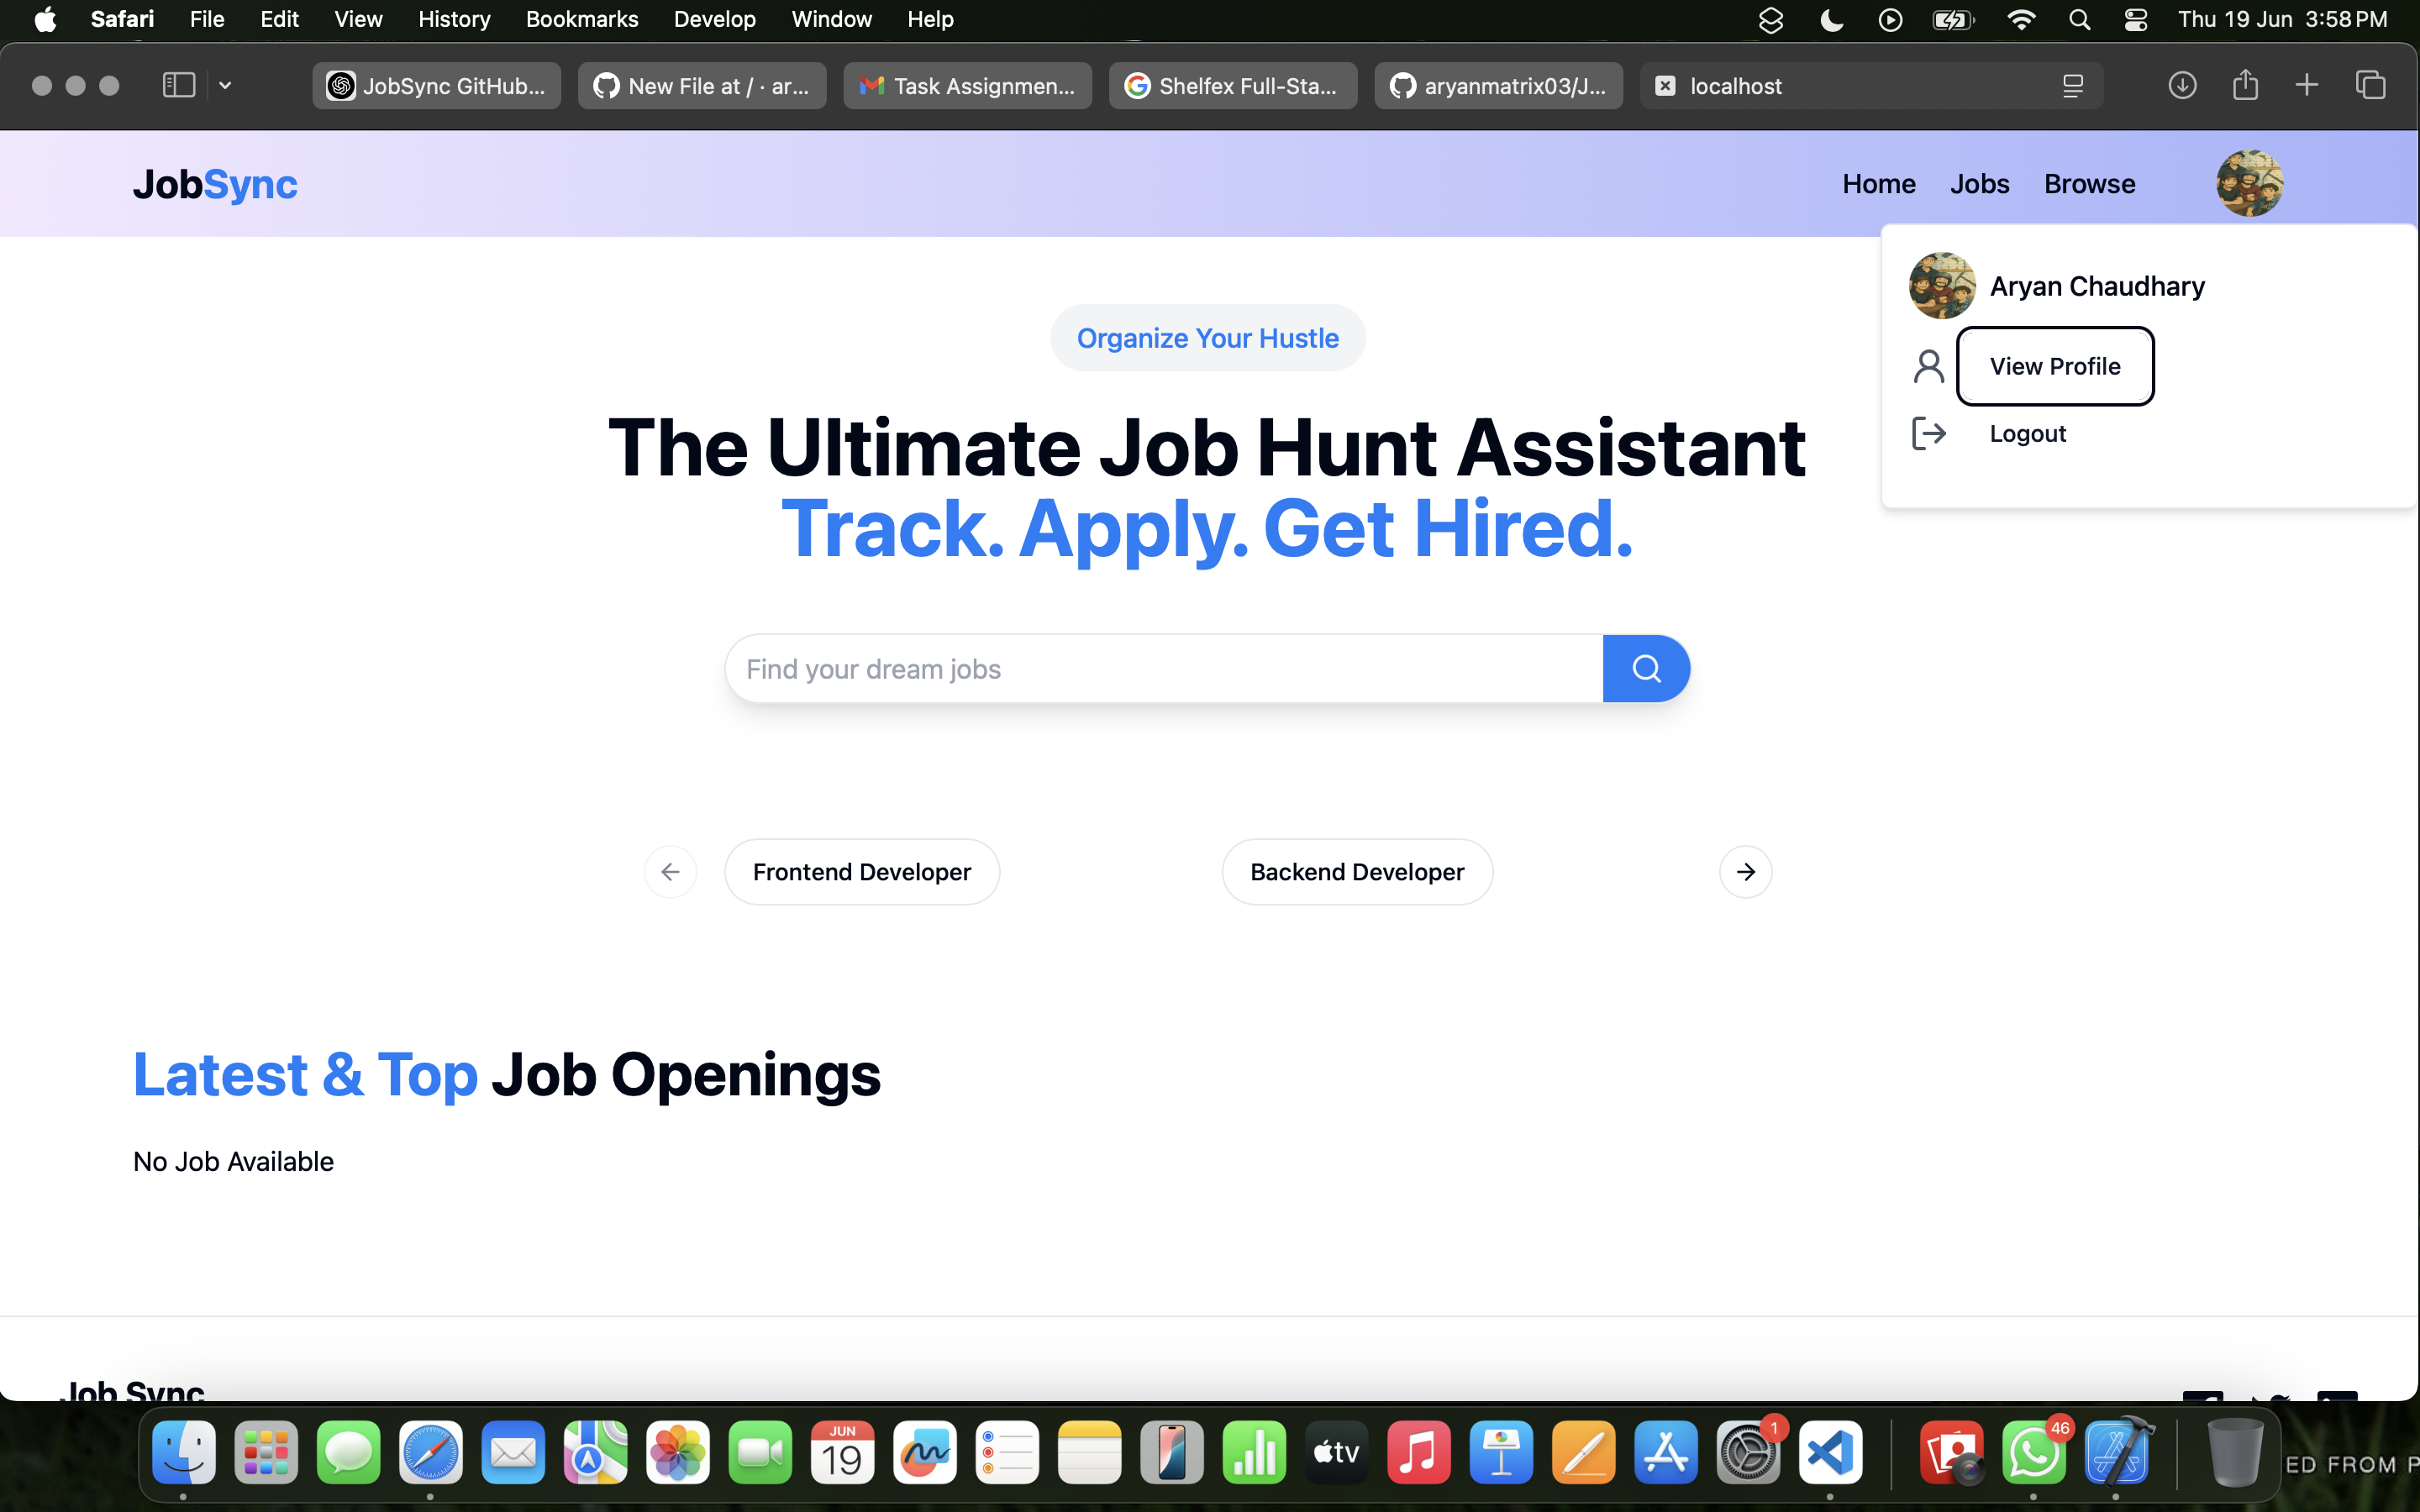 Safari File Edit View History Bookmarks Develop Window Help Thu 19 Jun 3:58 PM
JobSync GitHub... New File at / · ar... Task Assignmen... Shelfex Full-Sta... aryanmatrix03/J... localhost
JobSync Home Jobs Browse
Aryan Chaudhary
View Profile
Logout
Organize Your Hustle
The Ultimate Job Hunt Assistant
Track. Apply. Get Hired.
Find your dream jobs
Frontend Developer Backend Developer
Latest & Top Job Openings
No Job Available
Job Sync
JUN
19
tv
1
46
ED FROM P